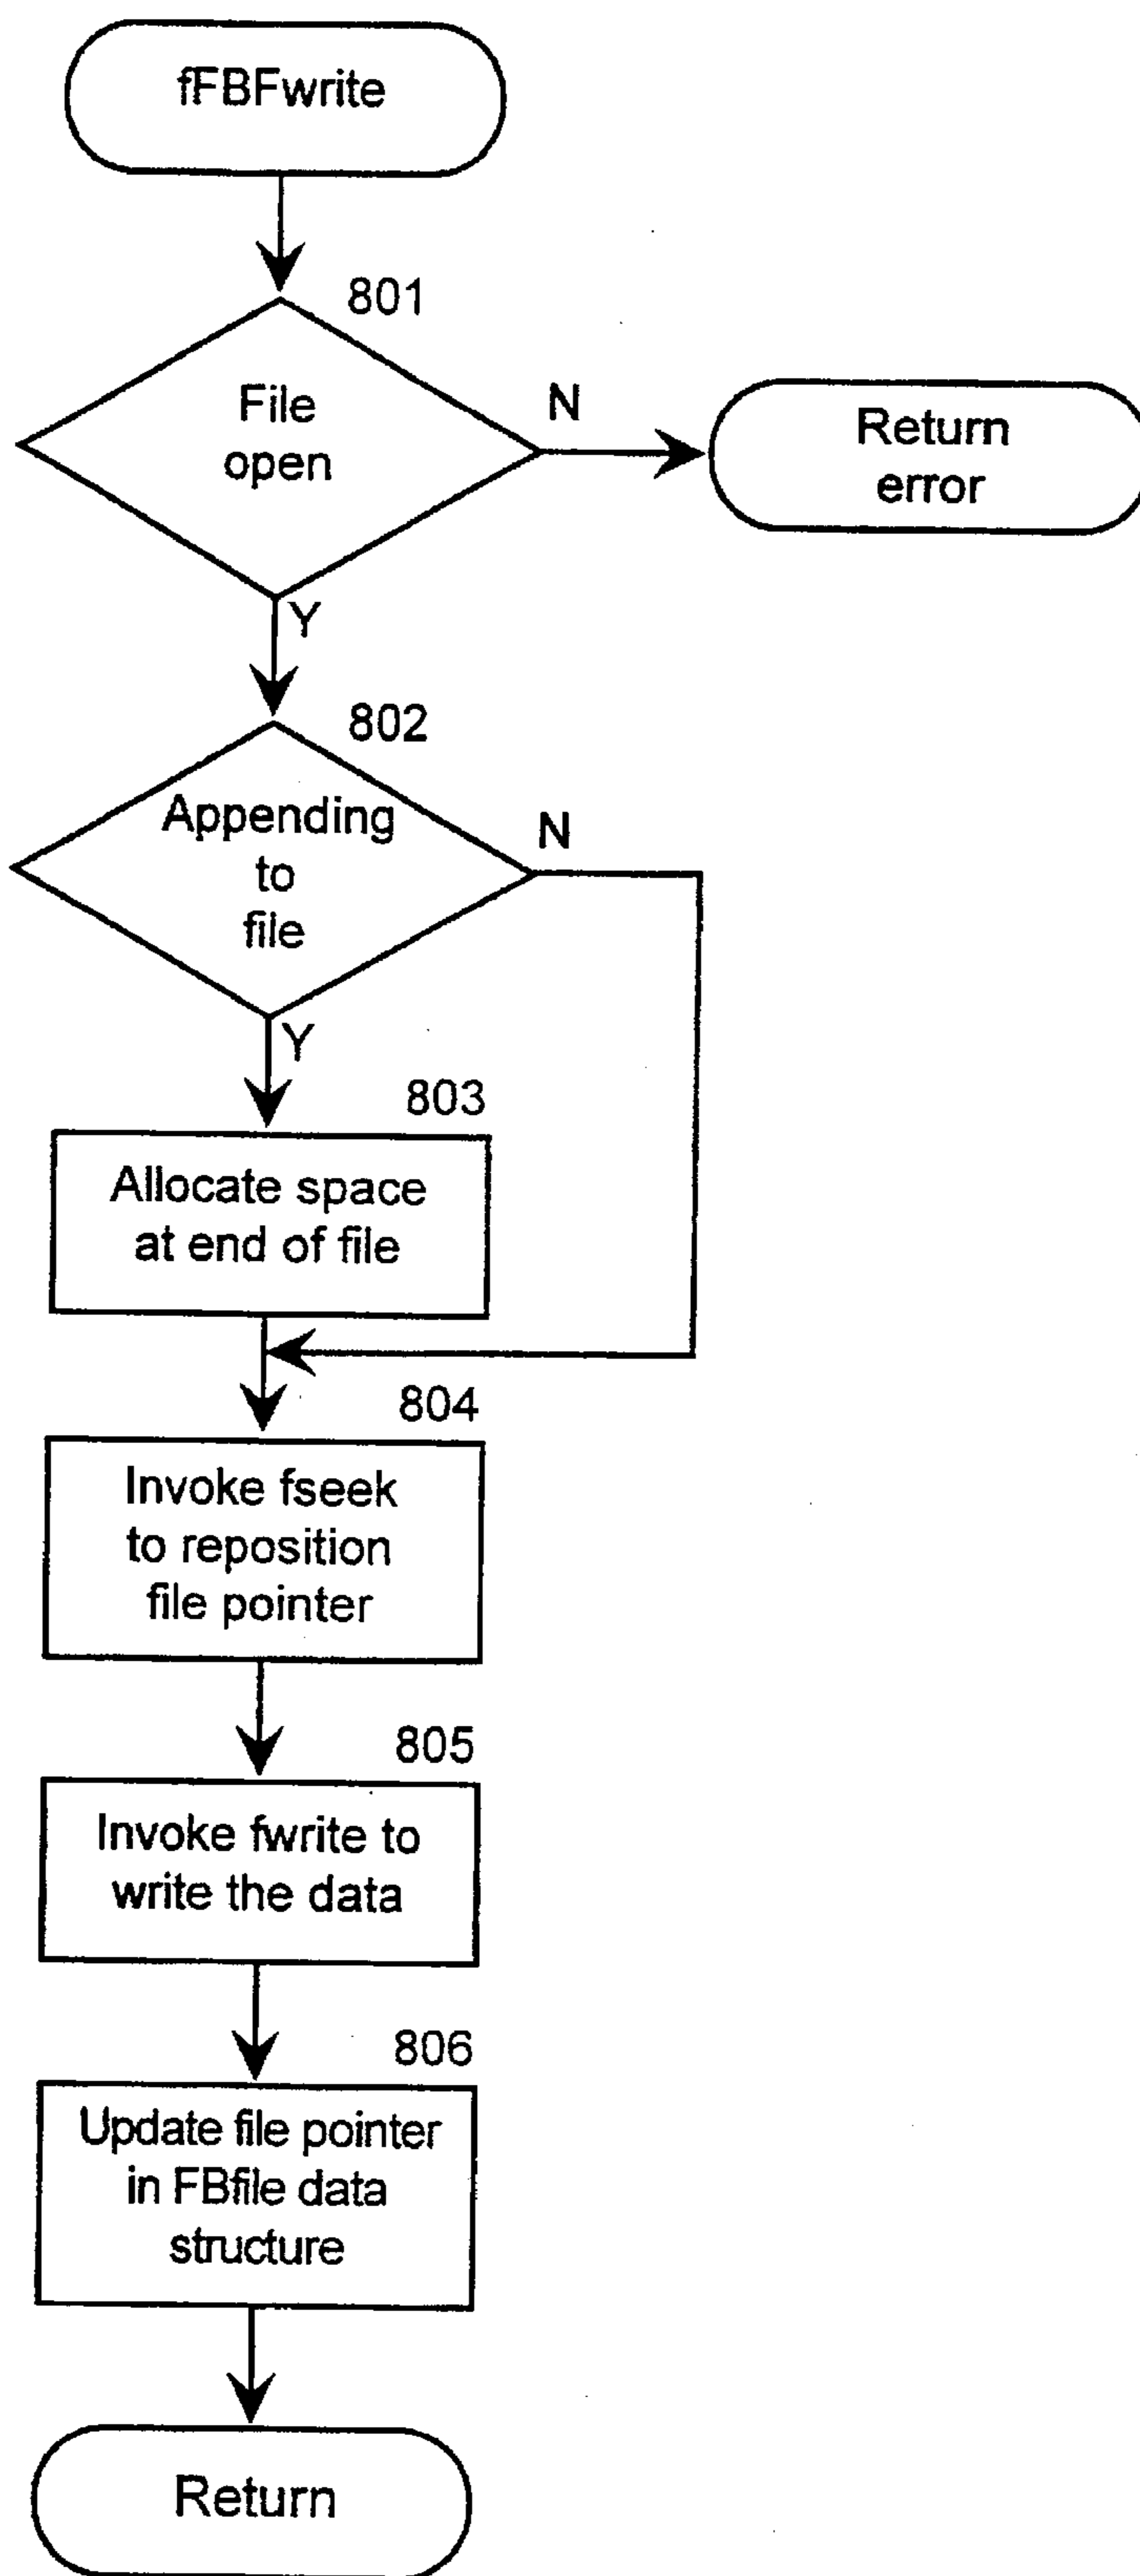 fFBFwrite
801
File
open
N
Return
error
Y
802
Appending
to
file
N
Y
803
Allocate space
at end of file
804
Invoke fseek
to reposition
file pointer
805
Invoke fwrite to
write the data
806
Update file pointer
in FBfile data
structure
Return